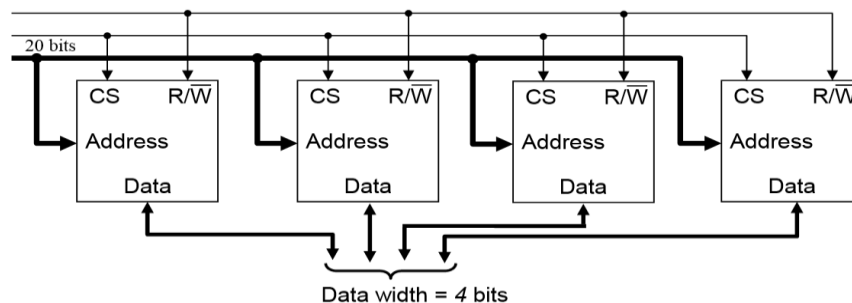 20 bits
CS R/W̅ CS R/W̅ CS R/W̅ CS R/W̅
Address Address Address Address
Data Data Data Data
Data width = 4 bits